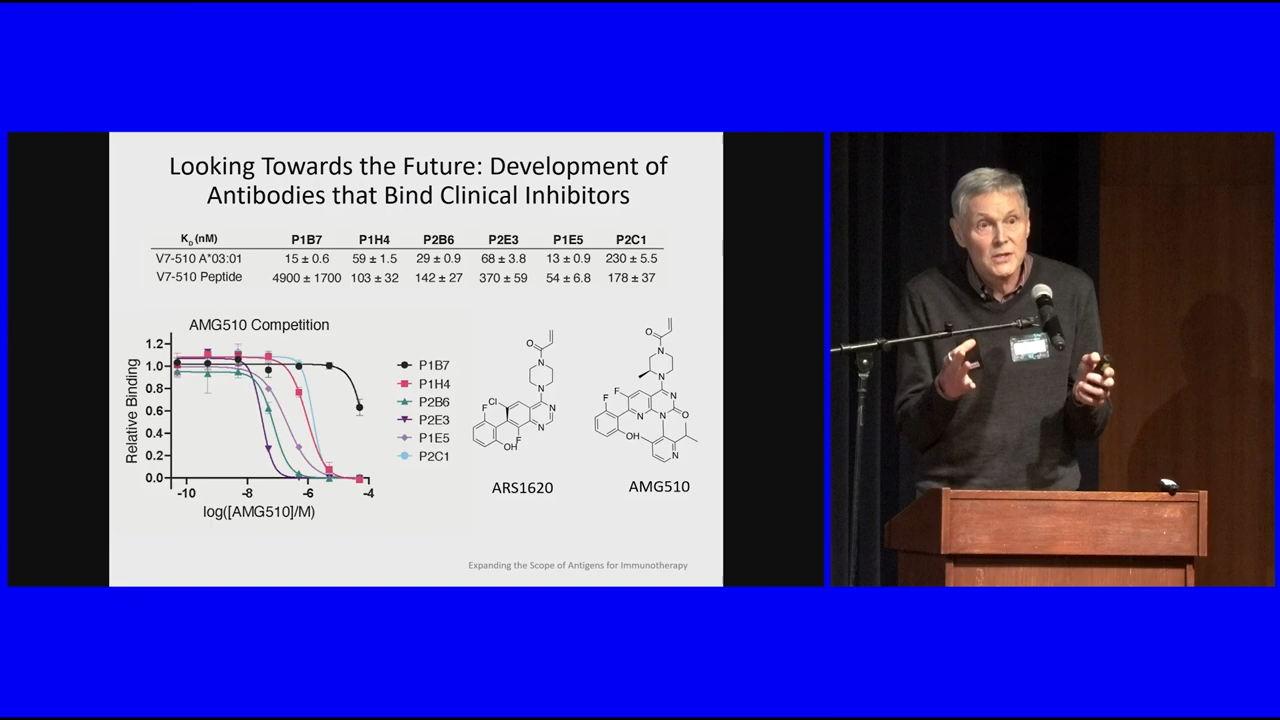 Looking Towards the Future: Development of
Antibodies that Bind Clinical Inhibitors
K_D (nM) P1B7 P1H4 P2B6 P2E3 P1E5 P2C1
V7-510 A*03:01 15 ± 0.6 59 ± 1.5 29 ± 0.9 68 ± 3.8 13 ± 0.9 230 ± 5.5
V7-510 Peptide 4900 ± 1700 103 ± 32 142 ± 27 370 ± 59 54 ± 6.8 178 ± 37
AMG510 Competition
Relative Binding
1.2
1.0
0.8
0.6
0.4
0.2
0.0
-10 -8 -6 -4
log([AMG510]/M)
P1B7
P1H4
P2B6
P2E3
P1E5
P2C1
O
N
N
Cl
F
N
N
F
OH
ARS1620
O
N
N
F
F
N
N
N
O
OH
N
AMG510
Expanding the Scope of Antigens for Immunotherapy